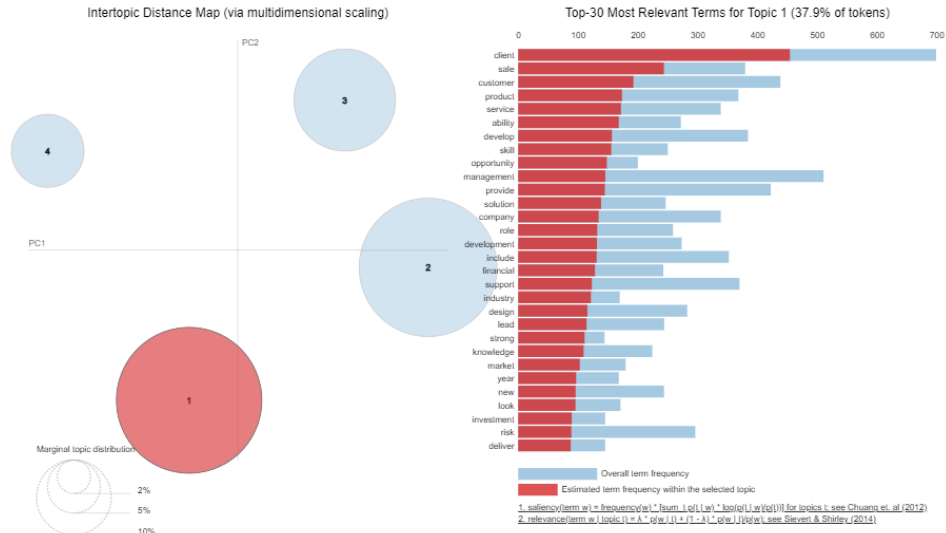 Intertopic Distance Map (via multidimensional scaling)
PC2
PC1
1
2
3
4
Marginal topic distribution
2%
5%
10%
Top-30 Most Relevant Terms for Topic 1 (37.9% of tokens)
0 100 200 300 400 500 600 700
client
sale
customer
product
service
ability
develop
skill
opportunity
management
provide
solution
company
role
development
include
financial
support
industry
design
lead
strong
knowledge
market
year
new
look
investment
risk
deliver
Overall term frequency
Estimated term frequency within the selected topic
1. saliency(term w) = frequency(w) * [sum_t p(t | w) * log(p(t | w)/p(t))] for topics t; see Chuang et. al (2012)
2. relevance(term w | topic t) = λ * p(w | t) + (1 - λ) * p(w | t)/p(w); see Sievert & Shirley (2014)